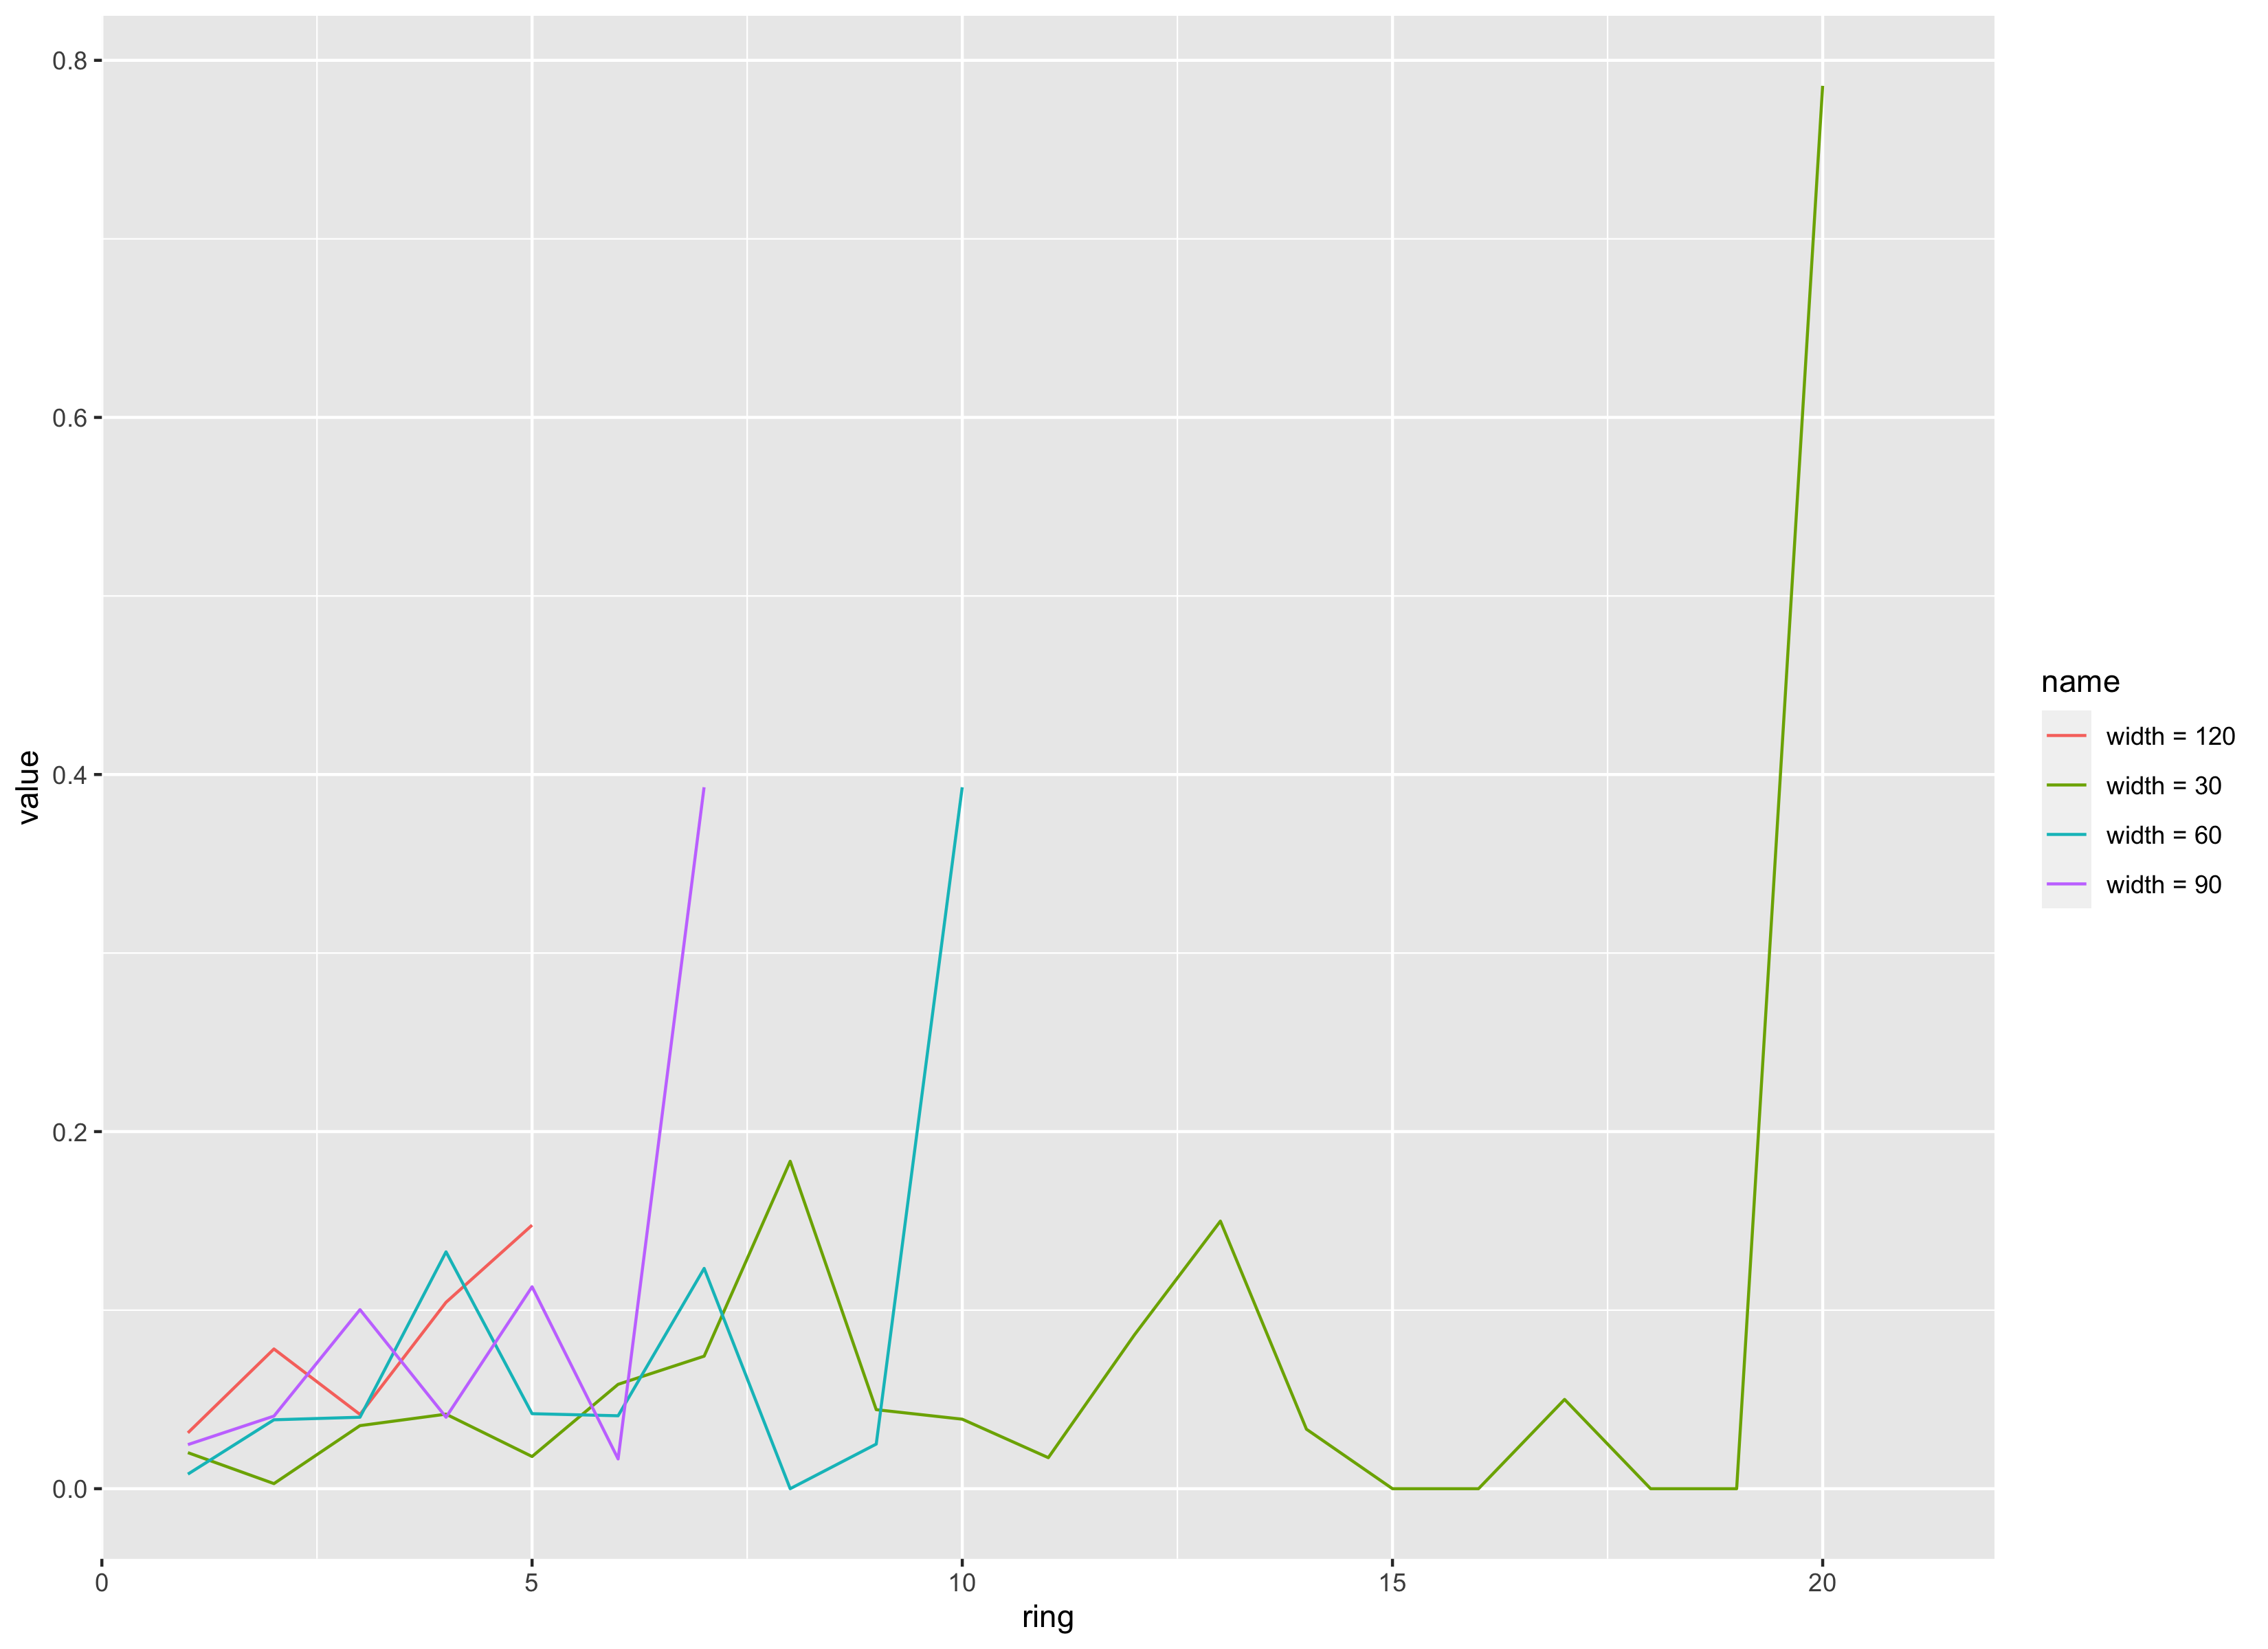 0.8
0.6
0.4
0.2
0.0
value
0 5 10 15 20
ring
name
width = 120
width = 30
width = 60
width = 90